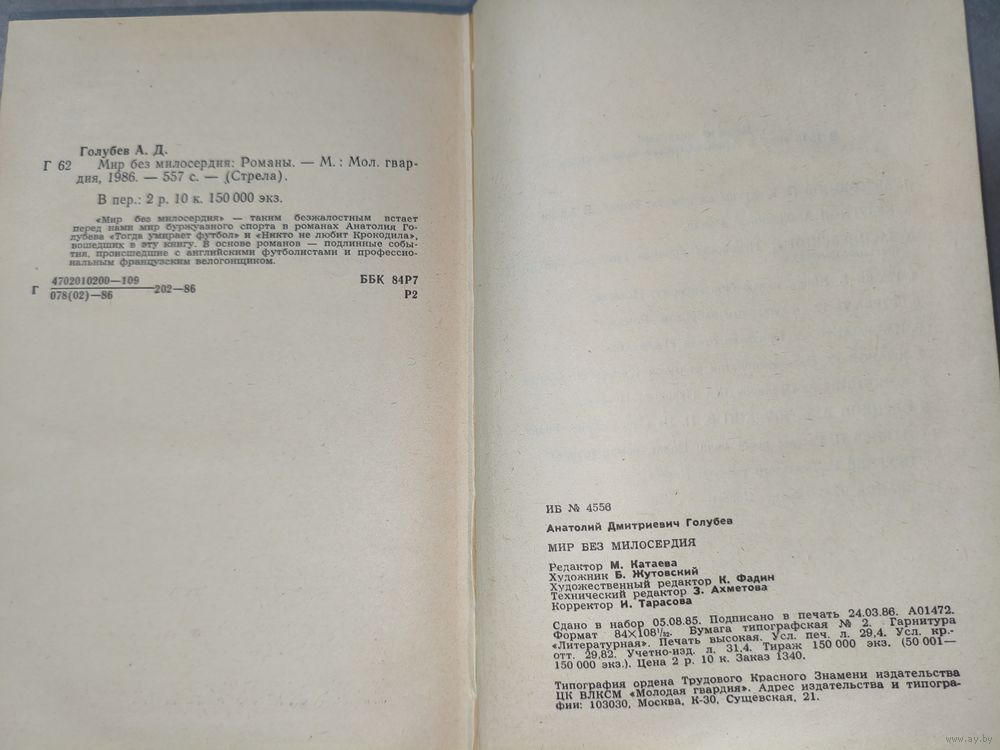 Голубев А. Д.
Г 62 Мир без милосердия: Романы. — М. : Мол. гвар-
дия, 1986. — 557 с. — (Стрела).
В пер.: 2 р. 10 к. 150 000 экз.
«Мир без милосердия» — таким безжалостным встает
перед нами мир буржуазного спорта в романах Анатолия Го-
лубева «Тогда умирает футбол» и «Никто не любит Крокодила»,
вошедших в эту книгу. В основе романов — подлинные собы-
тия, происшедшие с английскими футболистами и профессио-
нальным французским велогонщиком.
Г 4702010200—109 202—86 ББК 84Р7
078(02)—86 Р2
ИБ № 4556
Анатолий Дмитриевич Голубев
МИР БЕЗ МИЛОСЕРДИЯ
Редактор М. Катаева
Художник Б. Жутовский
Художественный редактор К. Фадин
Технический редактор З. Ахметова
Корректор И. Тарасова
Сдано в набор 05.08.85. Подписано в печать 24.03.86. А01472.
Формат 84×108¹/₃₂. Бумага типографская № 2. Гарнитура
«Литературная». Печать высокая. Усл. печ. л. 29,4. Усл. кр.-
отт. 29,82. Учетно-изд. л. 31,4. Тираж 150 000 экз. (50 001—
150 000 экз.). Цена 2 р. 10 к. Заказ 1340.
Типография ордена Трудового Красного Знамени издательства
ЦК ВЛКСМ «Молодая гвардия». Адрес издательства и типогра-
фии: 103030, Москва, К-30, Сущевская, 21.
www.ay.by